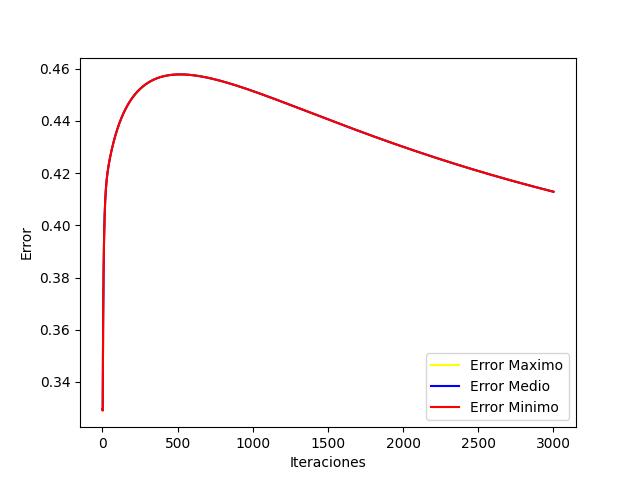 0.46
0.44
0.42
0.40
0.38
0.36
0.34
Error
Error Maximo
Error Medio
Error Minimo
0 500 1000 1500 2000 2500 3000
Iteraciones